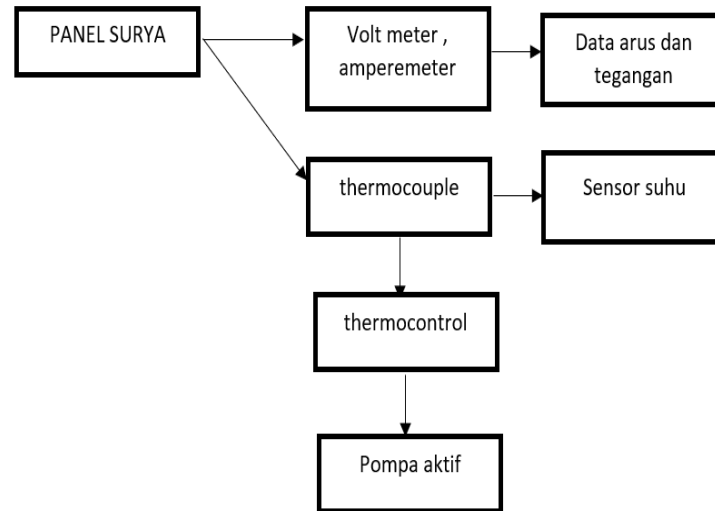 PANEL SURYA
Volt meter ,
amperemeter
Data arus dan
tegangan
thermocouple
Sensor suhu
thermocontrol
Pompa aktif